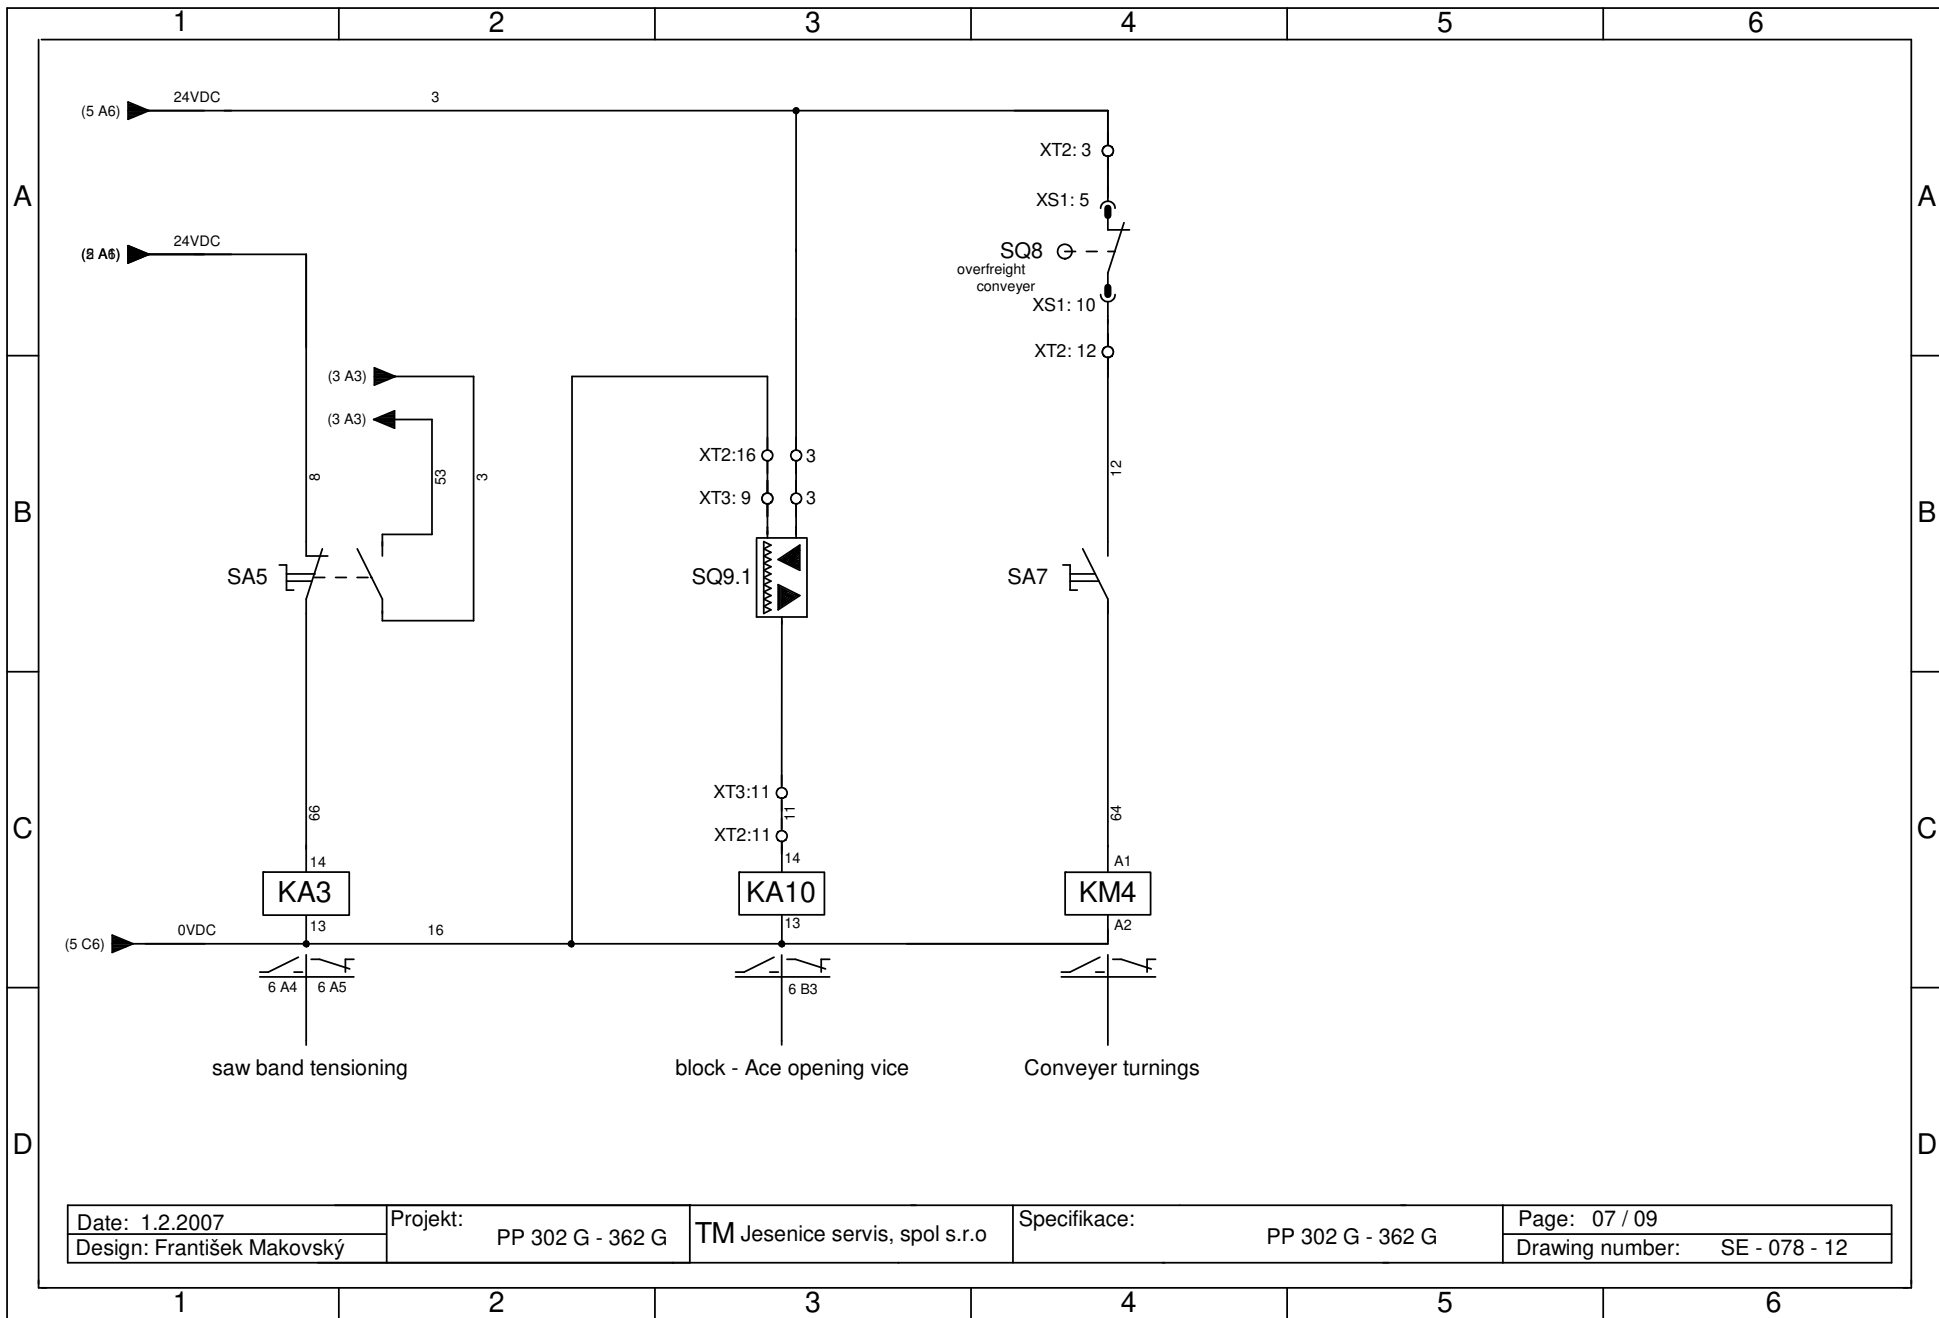 1 2 3 4 5 6
(5 A6) 24VDC 3
XT2: 3
A A
XS1: 5
24VDC
SQ8
overfreight
conveyer
XS1: 10
XT2: 12
(3 A3)
(3 A3)
XT2:16 3
8 53 3 12
XT3: 9 3
B B
SA5 SQ9.1 SA7
XT3:11
66 11 64
C C
XT2:11
14 14 A1
KA3 KA10 KM4
13 13 A2
(5 C6) 0VDC 16
6 A4 6 A5 6 B3
saw band tensioning block - Ace opening vice Conveyer turnings
D D
Date: 1.2.2007 Projekt: PP 302 G - 362 G TM Jesenice servis, spol s.r.o Specifikace: PP 302 G - 362 G Page: 07 / 09
Design: František Makovský Drawing number: SE - 078 - 12
1 2 3 4 5 6